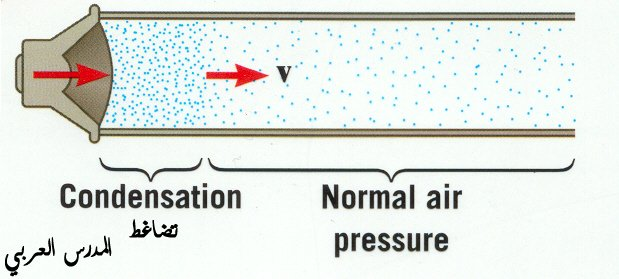 v
Condensation
Normal air
pressure
تضاغط
المدرس العربي